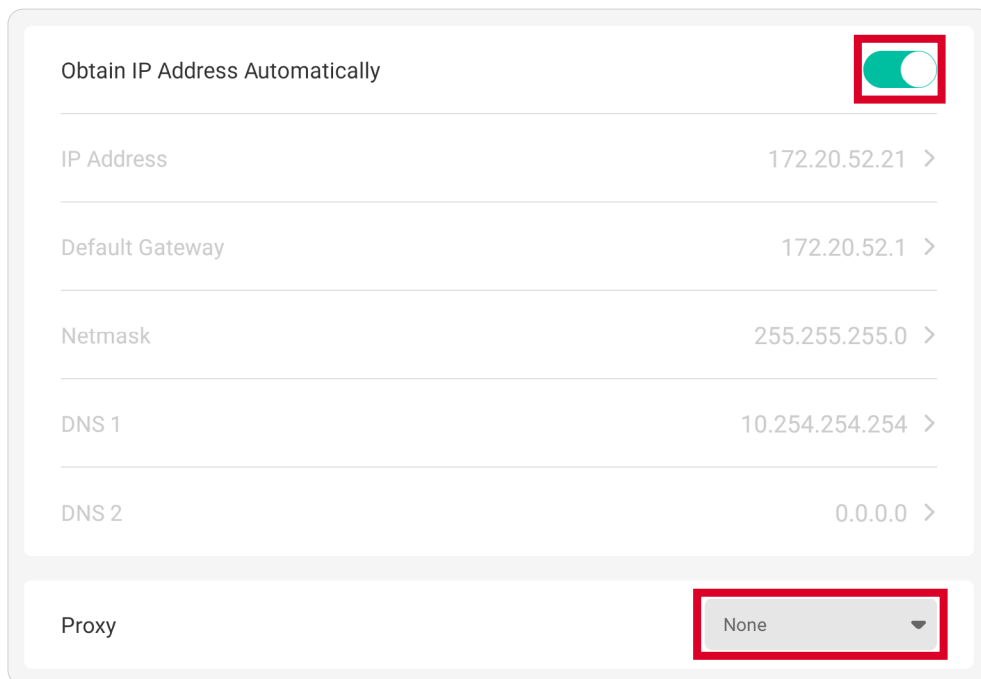 Obtain IP Address Automatically
IP Address 172.20.52.21
Default Gateway 172.20.52.1
Netmask 255.255.255.0
DNS 1 10.254.254.254
DNS 2 0.0.0.0
Proxy None